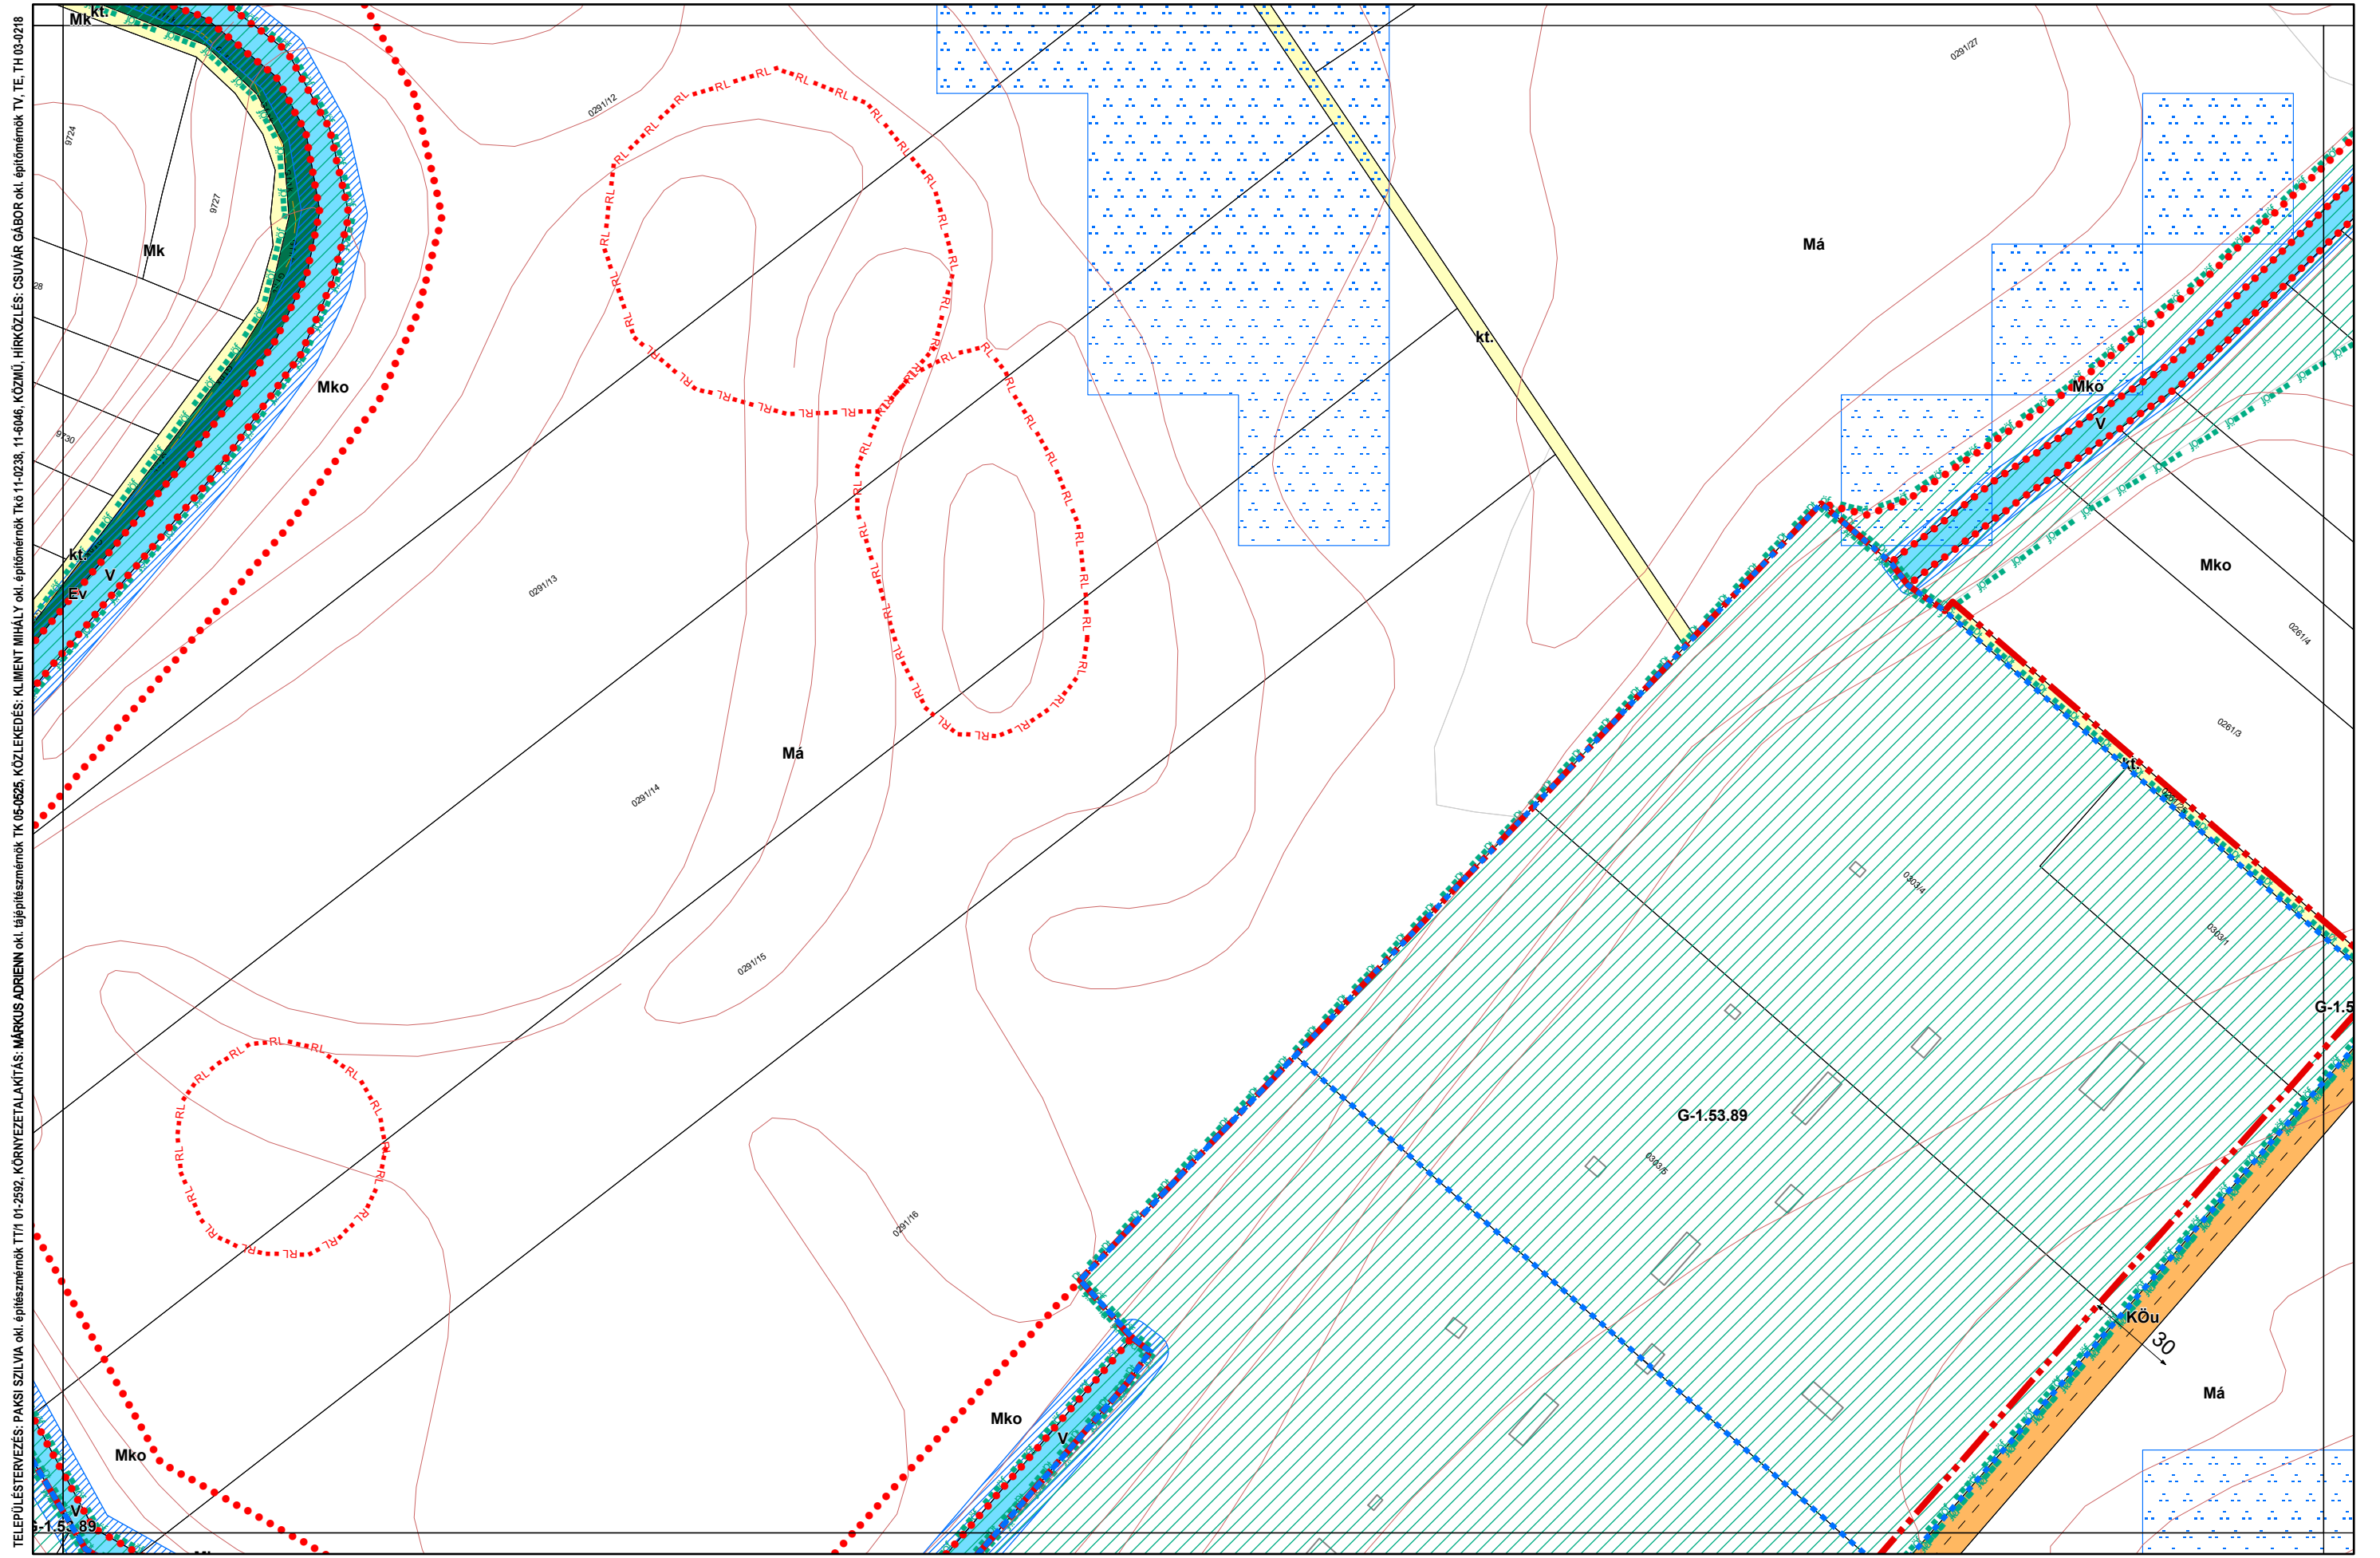 TELEPÜLÉSTERVEZÉS: PAKSI SZILVIA okl. építészmérnök TT/1 01-2592, KÖRNYEZETALAKÍTÁS: MÁRKUS ADRIENN okl. tájépítészmérnök TK 05-0525, KÖZLEKEDÉS: KLIMENT MIHÁLY okl. építőmérnök Tkö 11-0238, 11-6046, KÖZMŰ, HÍRKÖZLÉS: CSUVÁR GÁBOR okl. építőmérnök TV, TE, TH 03-0218
Mk
kt.
9724
9727
Mk
28
9730
Mko
kt.
V
Ev
0291/12
0291/27
Má
kt.
Mko
V
Mko
0261/4
0261/3
kt.
0291/13
Má
0291/14
0291/15
0291/16
0303/4
0303/1
G-1.5
G-1.53.89
0303/5
KÖu
30
Má
Mko
V
Mko
V
G-1.53.89